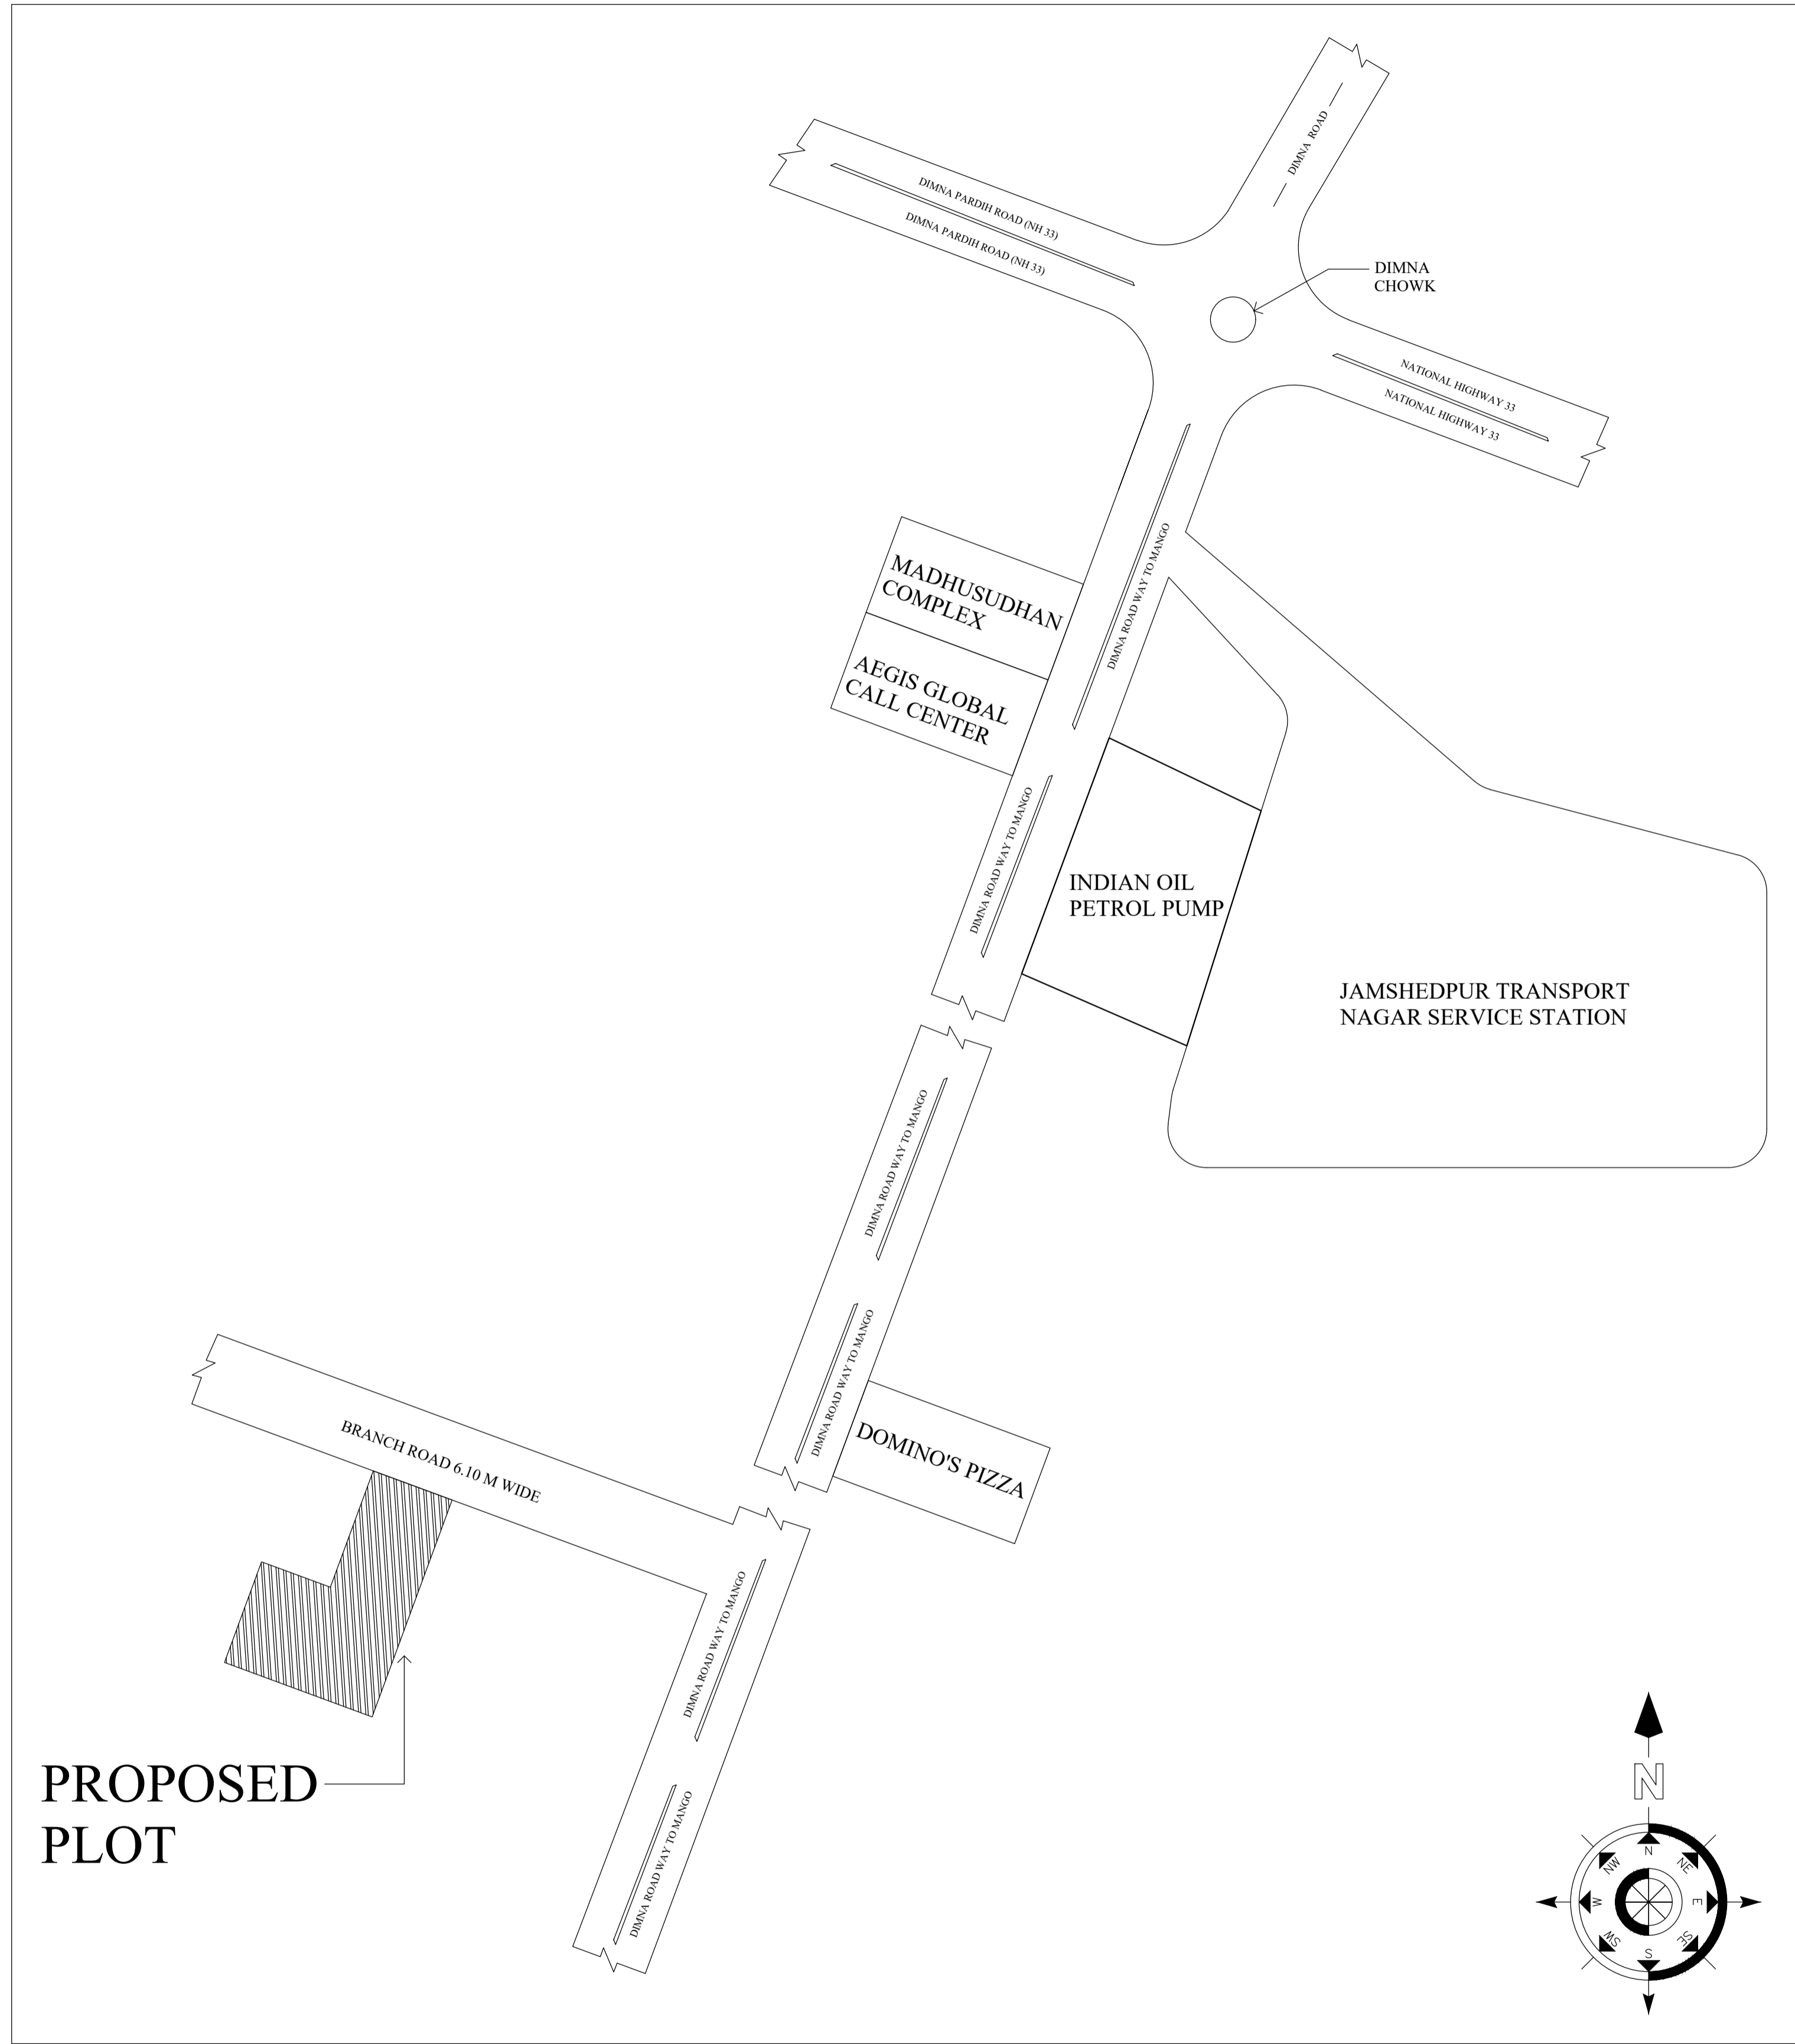 DIMNA ROAD
DIMNA PARDIH ROAD (NH 33)
DIMNA PARDIH ROAD (NH 33)
DIMNA
CHOWK
NATIONAL HIGHWAY 33
NATIONAL HIGHWAY 33
DIMNA ROAD WAY TO MANGO
MADHUSUDHAN
COMPLEX
AEGIS GLOBAL
CALL CENTER
DIMNA ROAD WAY TO MANGO
INDIAN OIL
PETROL PUMP
JAMSHEDPUR TRANSPORT
NAGAR SERVICE STATION
DIMNA ROAD WAY TO MANGO
DIMNA ROAD WAY TO MANGO
DOMINO'S PIZZA
BRANCH ROAD 6.10 M WIDE
DIMNA ROAD WAY TO MANGO
DIMNA ROAD WAY TO MANGO
PROPOSED
PLOT
N
N
NW
NE
W
E
SW
SE
S